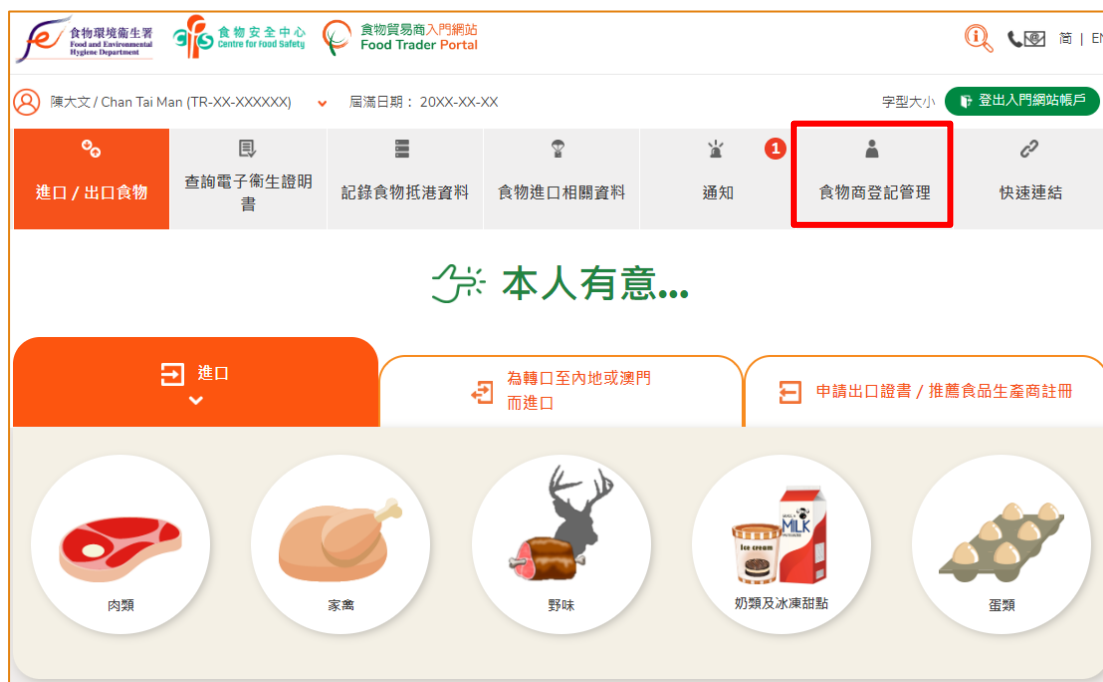 食物環境衞生署
Food and Environmental
Hygiene Department
食物安全中心
Centre for Food Safety
食物貿易商入門網站
Food Trader Portal
简 | EN
陳大文 / Chan Tai Man (TR-XX-XXXXXX)
屆滿日期： 20XX-XX-XX
字型大小
登出入門網站帳戶
進口 / 出口食物
查詢電子衞生證明
書
記錄食物抵港資料
食物進口相關資料
通知
1
食物商登記管理
快速連結
本人有意...
進口
為轉口至內地或澳門
而進口
申請出口證書 / 推薦食品生產商註冊
肉類
家禽
野味
Ice cream
MILK
奶類及冰凍甜點
蛋類